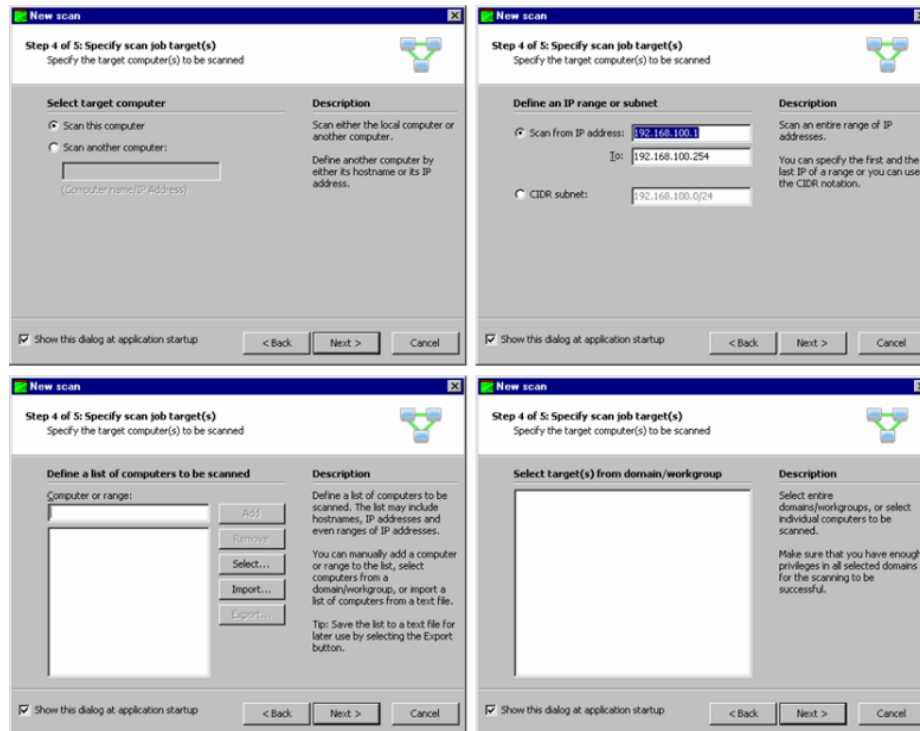 New scan
Step 4 of 5: Specify scan job target(s)
Specify the target computer(s) to be scanned
Select target computer
Scan this computer
Scan another computer:
(Computer name/IP Address)
Description
Scan either the local computer or
another computer.
Define another computer by
either its hostname or its IP
address.
Show this dialog at application startup
< Back
Next >
Cancel
New scan
Step 4 of 5: Specify scan job target(s)
Specify the target computer(s) to be scanned
Define an IP range or subnet
Scan from IP address: 192.168.100.1
To: 192.168.100.254
CIDR subnet: 192.168.100.0/24
Description
Scan an entire range of IP
addresses.
You can specify the first and the
last IP of a range or you can use
the CIDR notation.
Show this dialog at application startup
< Back
Next >
Cancel
New scan
Step 4 of 5: Specify scan job target(s)
Specify the target computer(s) to be scanned
Define a list of computers to be scanned
Computer or range:
Add
Remove
Select...
Import...
Export...
Description
Define a list of computers to be
scanned. The list may include
hostnames, IP addresses and
even ranges of IP addresses.
You can manually add a computer
or range to the list, select
computers from a
domain/workgroup, or import a
list of computers from a text file.
Tip: Save the list to a text file for
later use by selecting the Export
button.
Show this dialog at application startup
< Back
Next >
Cancel
New scan
Step 4 of 5: Specify scan job target(s)
Specify the target computer(s) to be scanned
Select target(s) from domain/workgroup
Description
Select entire
domains/workgroups, or select
individual computers to be
scanned.
Make sure that you have enough
privileges in all selected domains
for the scanning to be
successful.
Show this dialog at application startup
< Back
Next >
Cancel